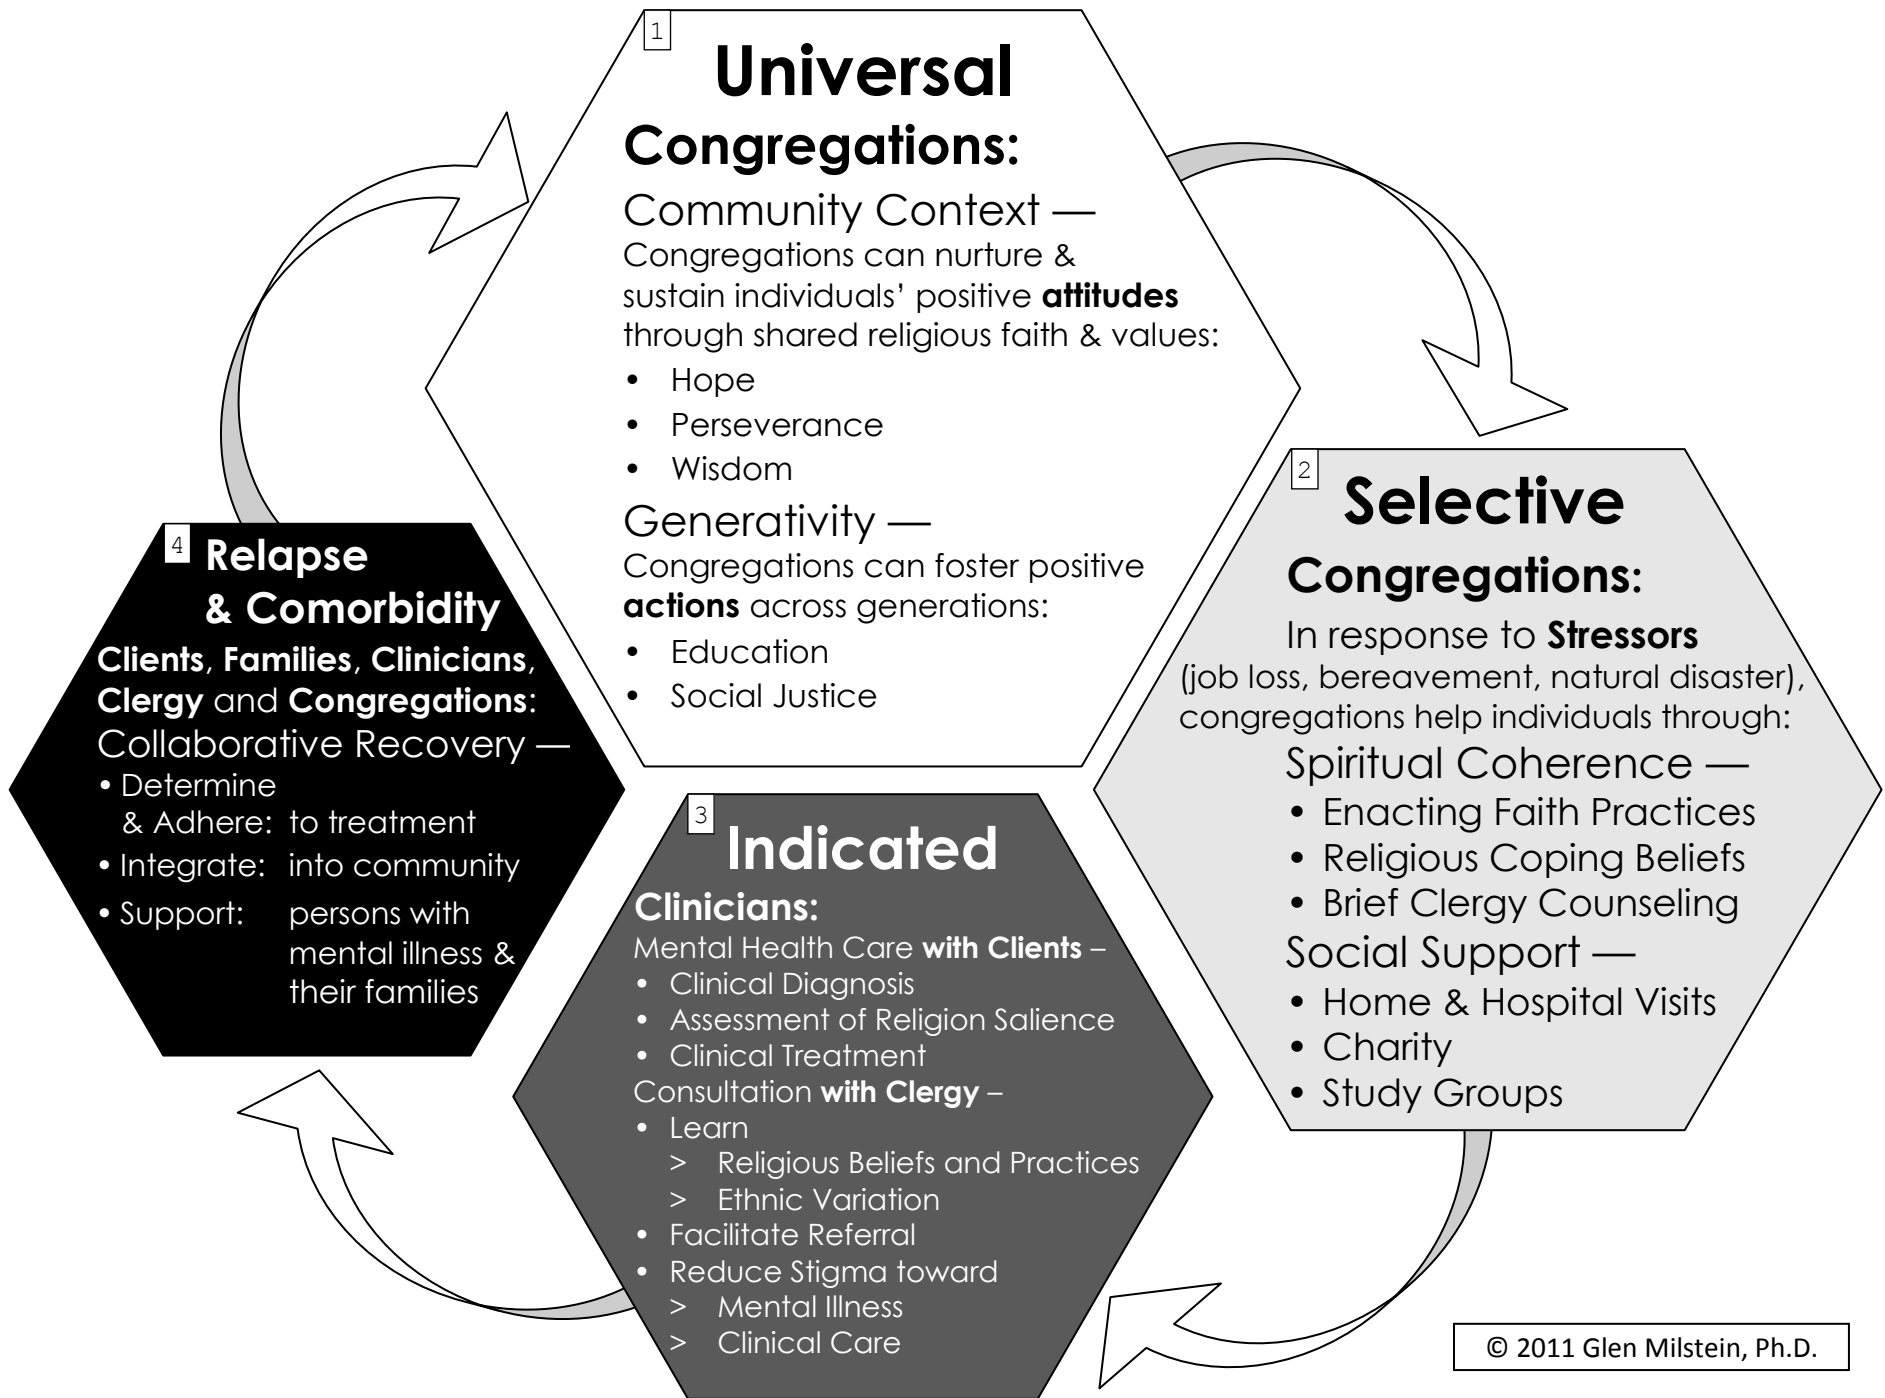 1
Universal
Congregations:
Community Context —
Congregations can nurture &
sustain individuals’ positive attitudes
through shared religious faith & values:
• Hope
• Perseverance
• Wisdom
Generativity —
Congregations can foster positive
actions across generations:
• Education
• Social Justice
2
Selective
Congregations:
In response to Stressors
(job loss, bereavement, natural disaster),
congregations help individuals through:
Spiritual Coherence —
• Enacting Faith Practices
• Religious Coping Beliefs
• Brief Clergy Counseling
Social Support —
• Home & Hospital Visits
• Charity
• Study Groups
3
Indicated
Clinicians:
Mental Health Care with Clients –
• Clinical Diagnosis
• Assessment of Religion Salience
• Clinical Treatment
Consultation with Clergy –
• Learn
> Religious Beliefs and Practices
> Ethnic Variation
• Facilitate Referral
• Reduce Stigma toward
> Mental Illness
> Clinical Care
4
Relapse
& Comorbidity
Clients, Families, Clinicians,
Clergy and Congregations:
Collaborative Recovery —
• Determine
& Adhere: to treatment
• Integrate: into community
• Support: persons with
mental illness &
their families
© 2011 Glen Milstein, Ph.D.